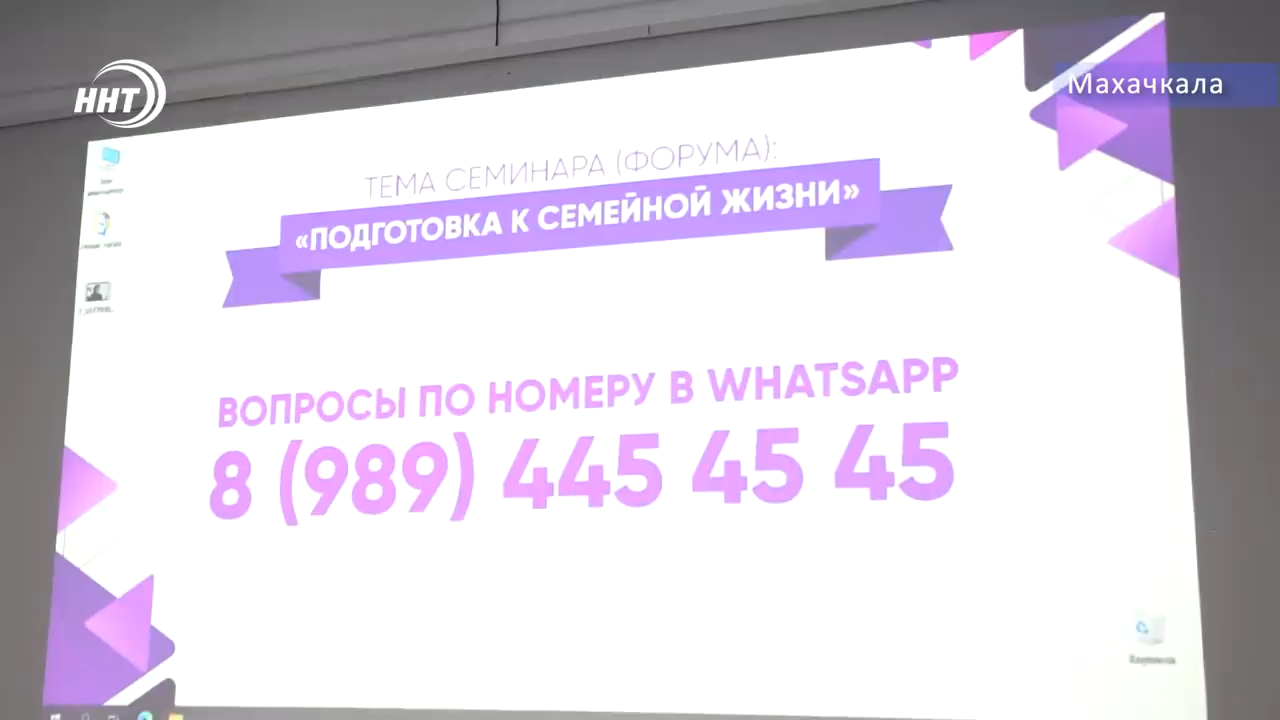 ННТ
Махачкала
ТЕМА СЕМИНАРА (ФОРУМА):
«ПОДГОТОВКА К СЕМЕЙНОЙ ЖИЗНИ»
ВОПРОСЫ ПО НОМЕРУ В WHATSAPP
8 (989) 445 45 45